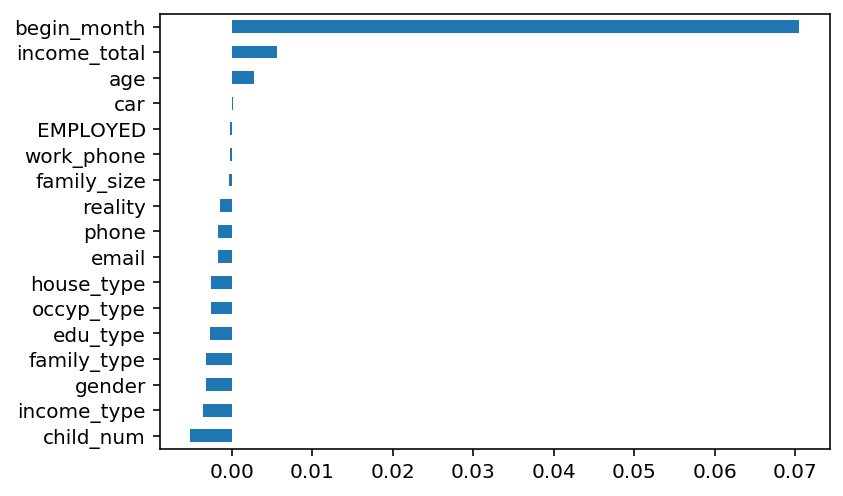 begin_month
income_total
age
car
EMPLOYED
work_phone
family_size
reality
phone
email
house_type
occyp_type
edu_type
family_type
gender
income_type
child_num
0.00 0.01 0.02 0.03 0.04 0.05 0.06 0.07